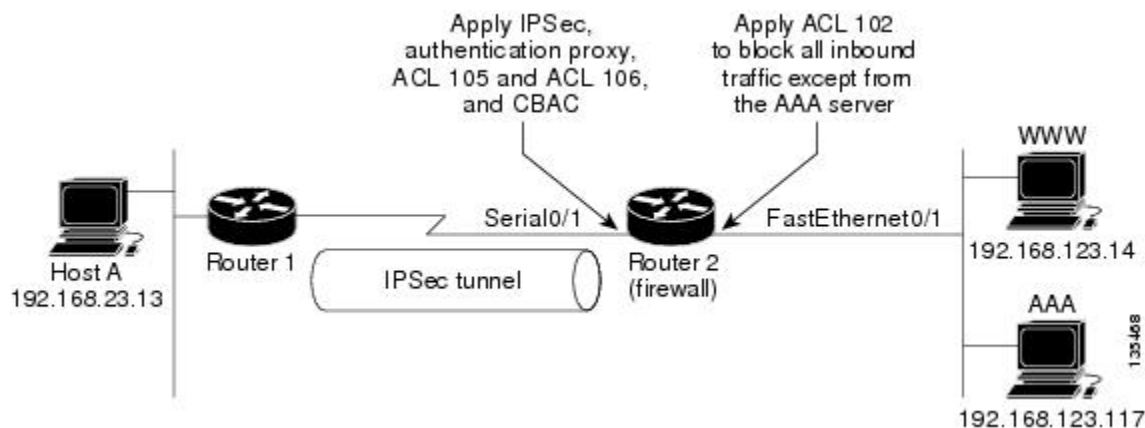 Apply IPSec,
authentication proxy,
ACL 105 and ACL 106,
and CBAC
Apply ACL 102
to block all inbound
traffic except from
the AAA server
WWW
192.168.123.14
Serial0/1
FastEthernet0/1
Host A
192.168.23.13
Router 1
IPSec tunnel
Router 2
(firewall)
AAA
192.168.123.117
135468